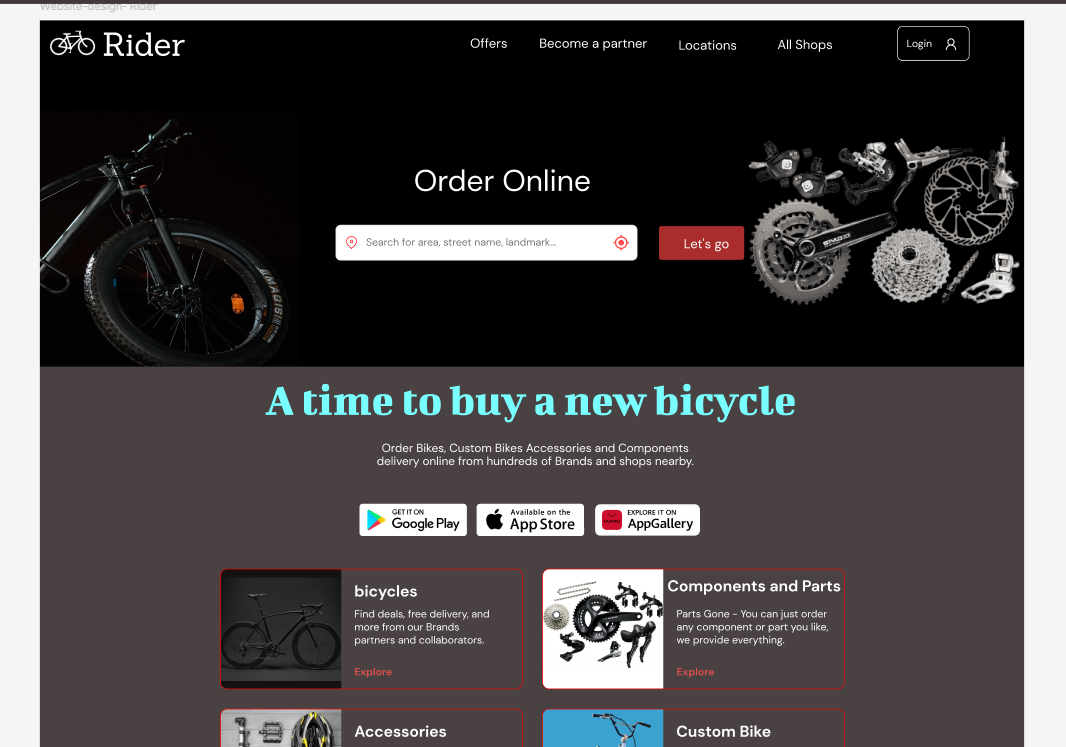 Website-design- Rider
Rider
Offers
Become a partner
Locations
All Shops
Login
Order Online
Search for area, street name, landmark...
Let's go
MAGIS
STYLO
A time to buy a new bicycle
Order Bikes, Custom Bikes Accessories and Components
delivery online from hundreds of Brands and shops nearby.
GET IT ON
Google Play
Available on the
App Store
EXPLORE IT ON
AppGallery
bicycles
Find deals, free delivery, and
more from our Brands
partners and collaborators.
Explore
Components and Parts
Parts Gone - You can just order
any component or part you like,
we provide everything.
Explore
Accessories
Custom Bike